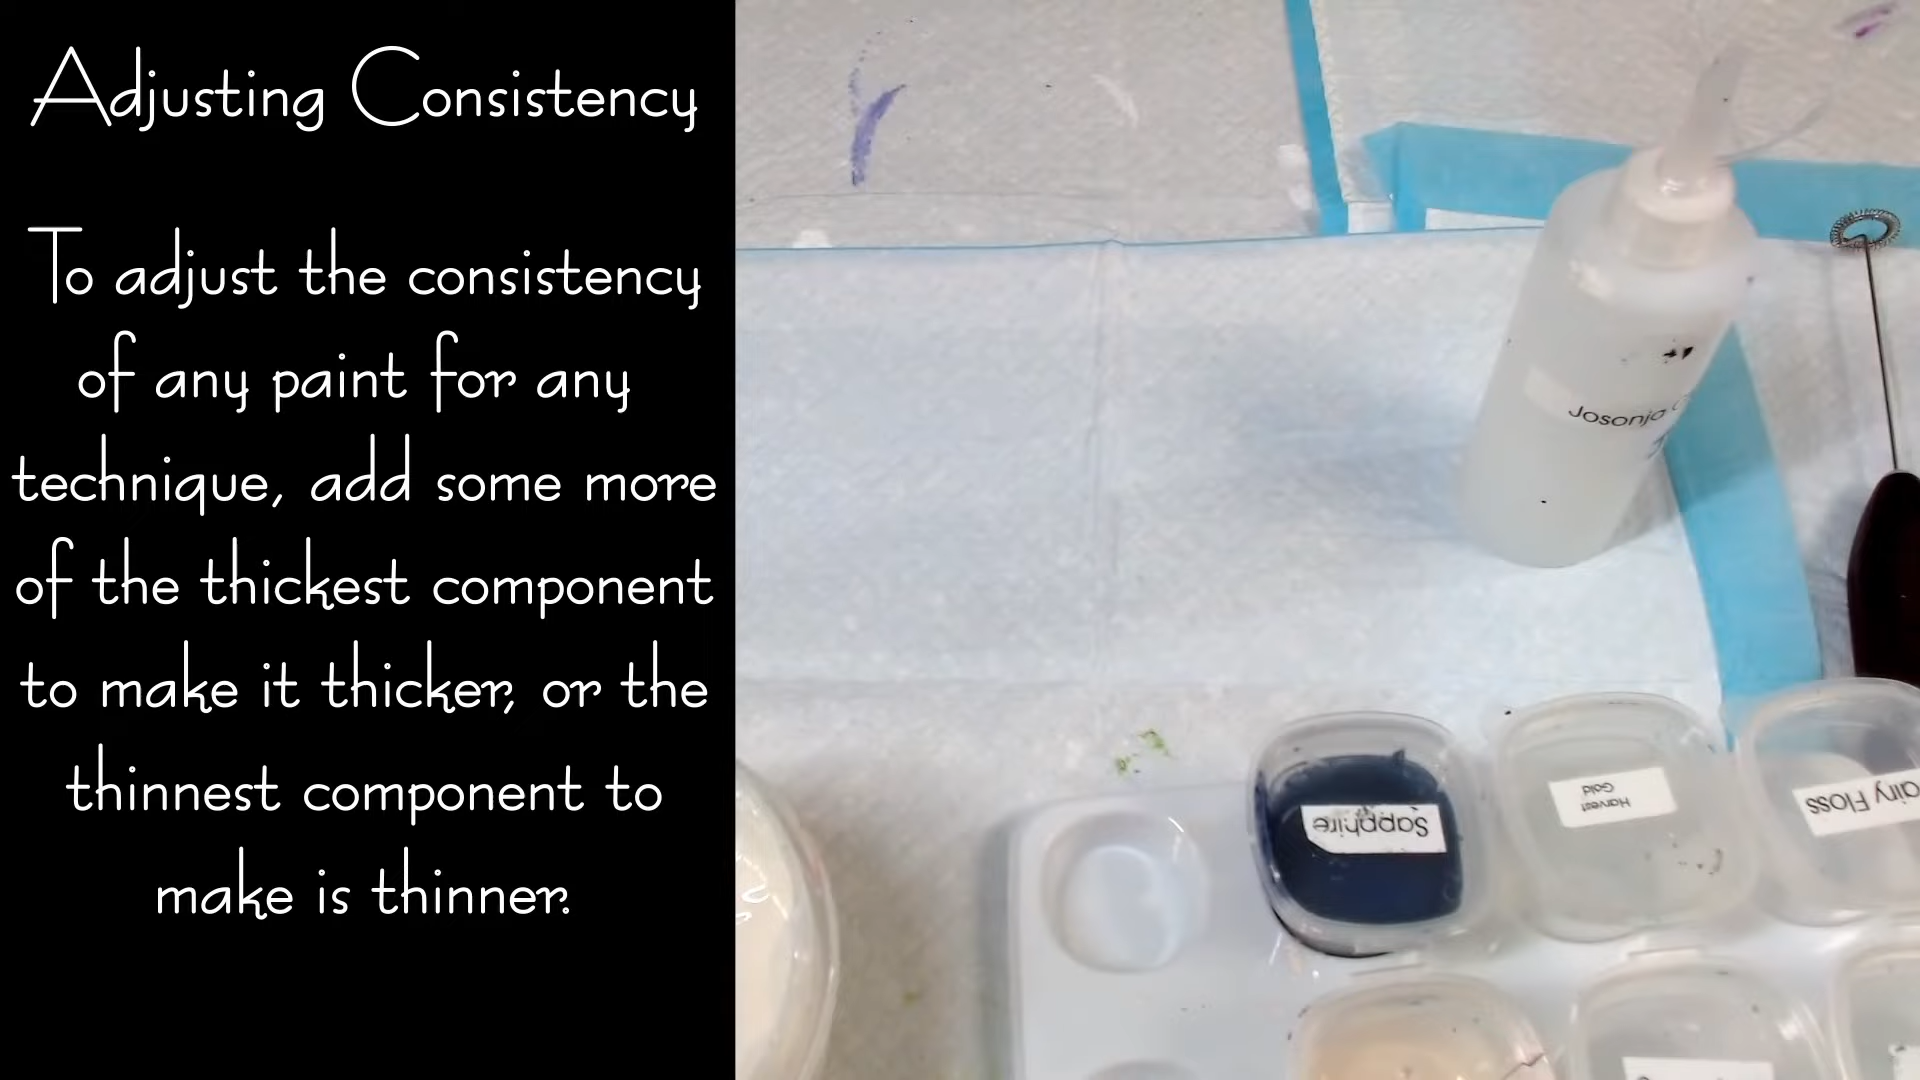 Adjusting Consistency
To adjust the consistency
of any paint for any
technique, add some more
of the thickest component
to make it thicker, or the
thinnest component to
make is thinner.
Josonja
Sapphire
Harvest
Gold
Floss